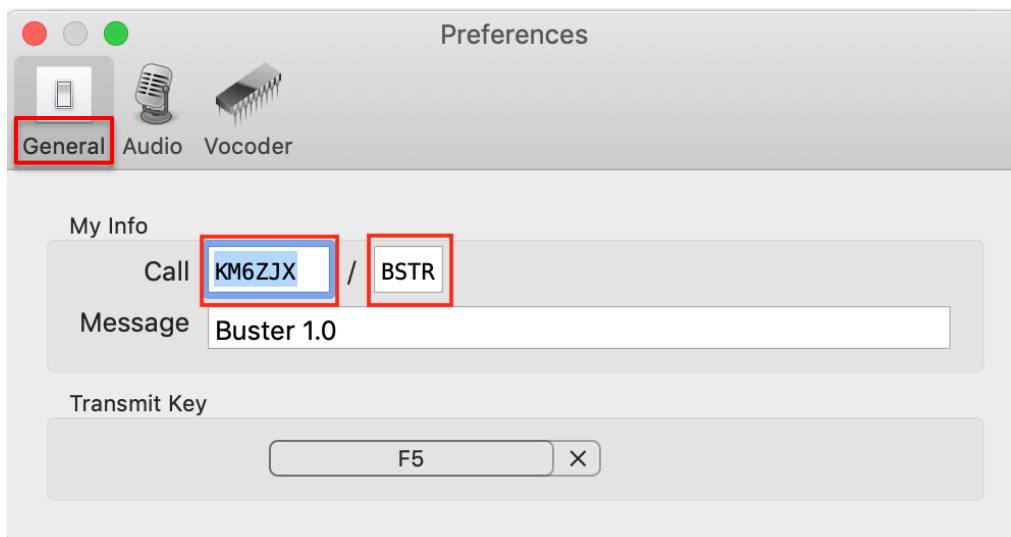 Preferences
General Audio Vocoder
My Info
Call KM6ZJX / BSTR
Message Buster 1.0
Transmit Key
F5 ×